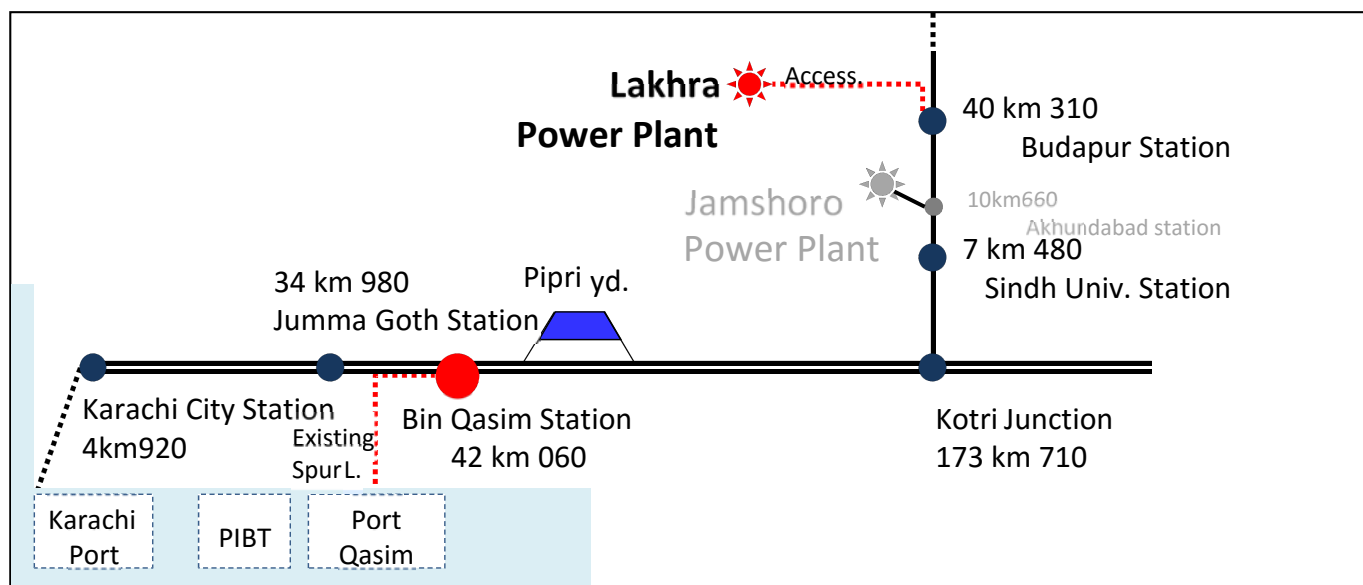 Lakhra
Power Plant
Access.
40 km 310
Budapur Station
Jamshoro
Power Plant
10km660
Akhundabad station
7 km 480
Sindh Univ. Station
34 km 980
Jumma Goth Station
Pipri yd.
Karachi City Station
4km920
Existing
Spur L.
Bin Qasim Station
42 km 060
Kotri Junction
173 km 710
Karachi
Port
PIBT
Port
Qasim